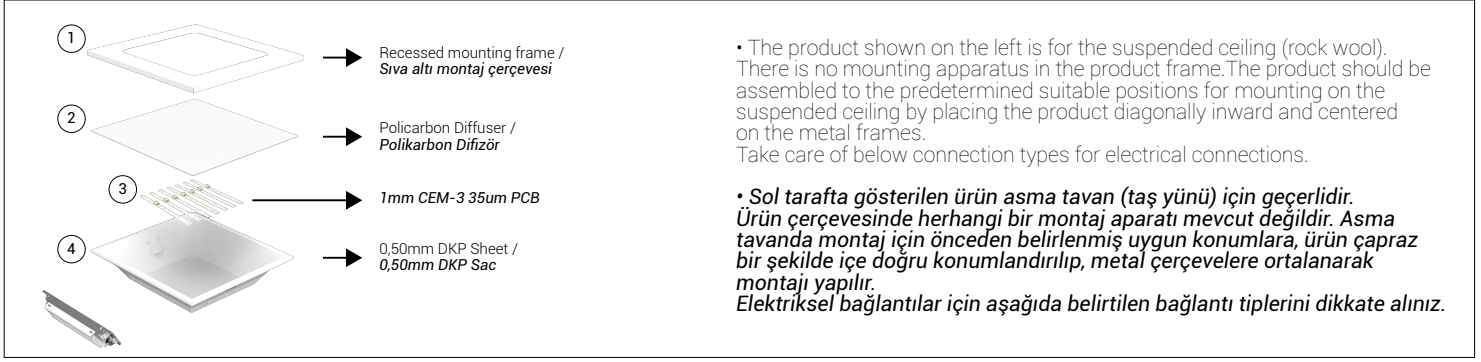 1
Recessed mounting frame /
Sıva altı montaj çerçevesi
2
Policarbon Diffuser /
Polikarbon Difizör
3
1mm CEM-3 35um PCB
4
0,50mm DKP Sheet /
0,50mm DKP Sac
• The product shown on the left is for the suspended ceiling (rock wool).
There is no mounting apparatus in the product frame.The product should be
assembled to the predetermined suitable positions for mounting on the
suspended ceiling by placing the product diagonally inward and centered
on the metal frames.
Take care of below connection types for electrical connections.
• Sol tarafta gösterilen ürün asma tavan (taş yünü) için geçerlidir.
Ürün çerçevesinde herhangi bir montaj aparatı mevcut değildir. Asma
tavanda montaj için önceden belirlenmiş uygun konumlara, ürün çapraz
bir şekilde içe doğru konumlandırılıp, metal çerçevelere ortalanarak
montajı yapılır.
Elektriksel bağlantılar için aşağıda belirtilen bağlantı tiplerini dikkate alınız.